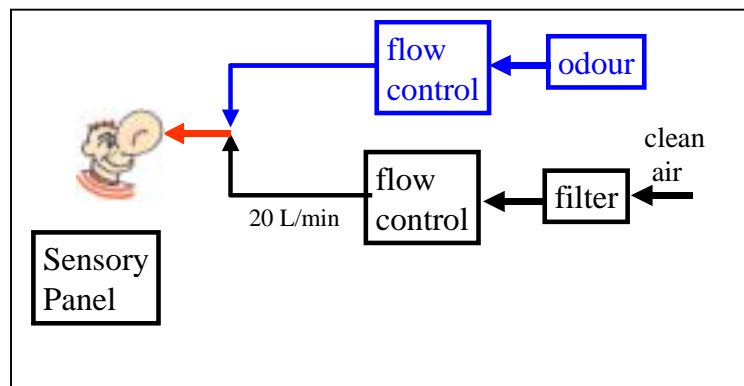 flow
control
odour
clean
air
flow
control
filter
20 L/min
Sensory
Panel